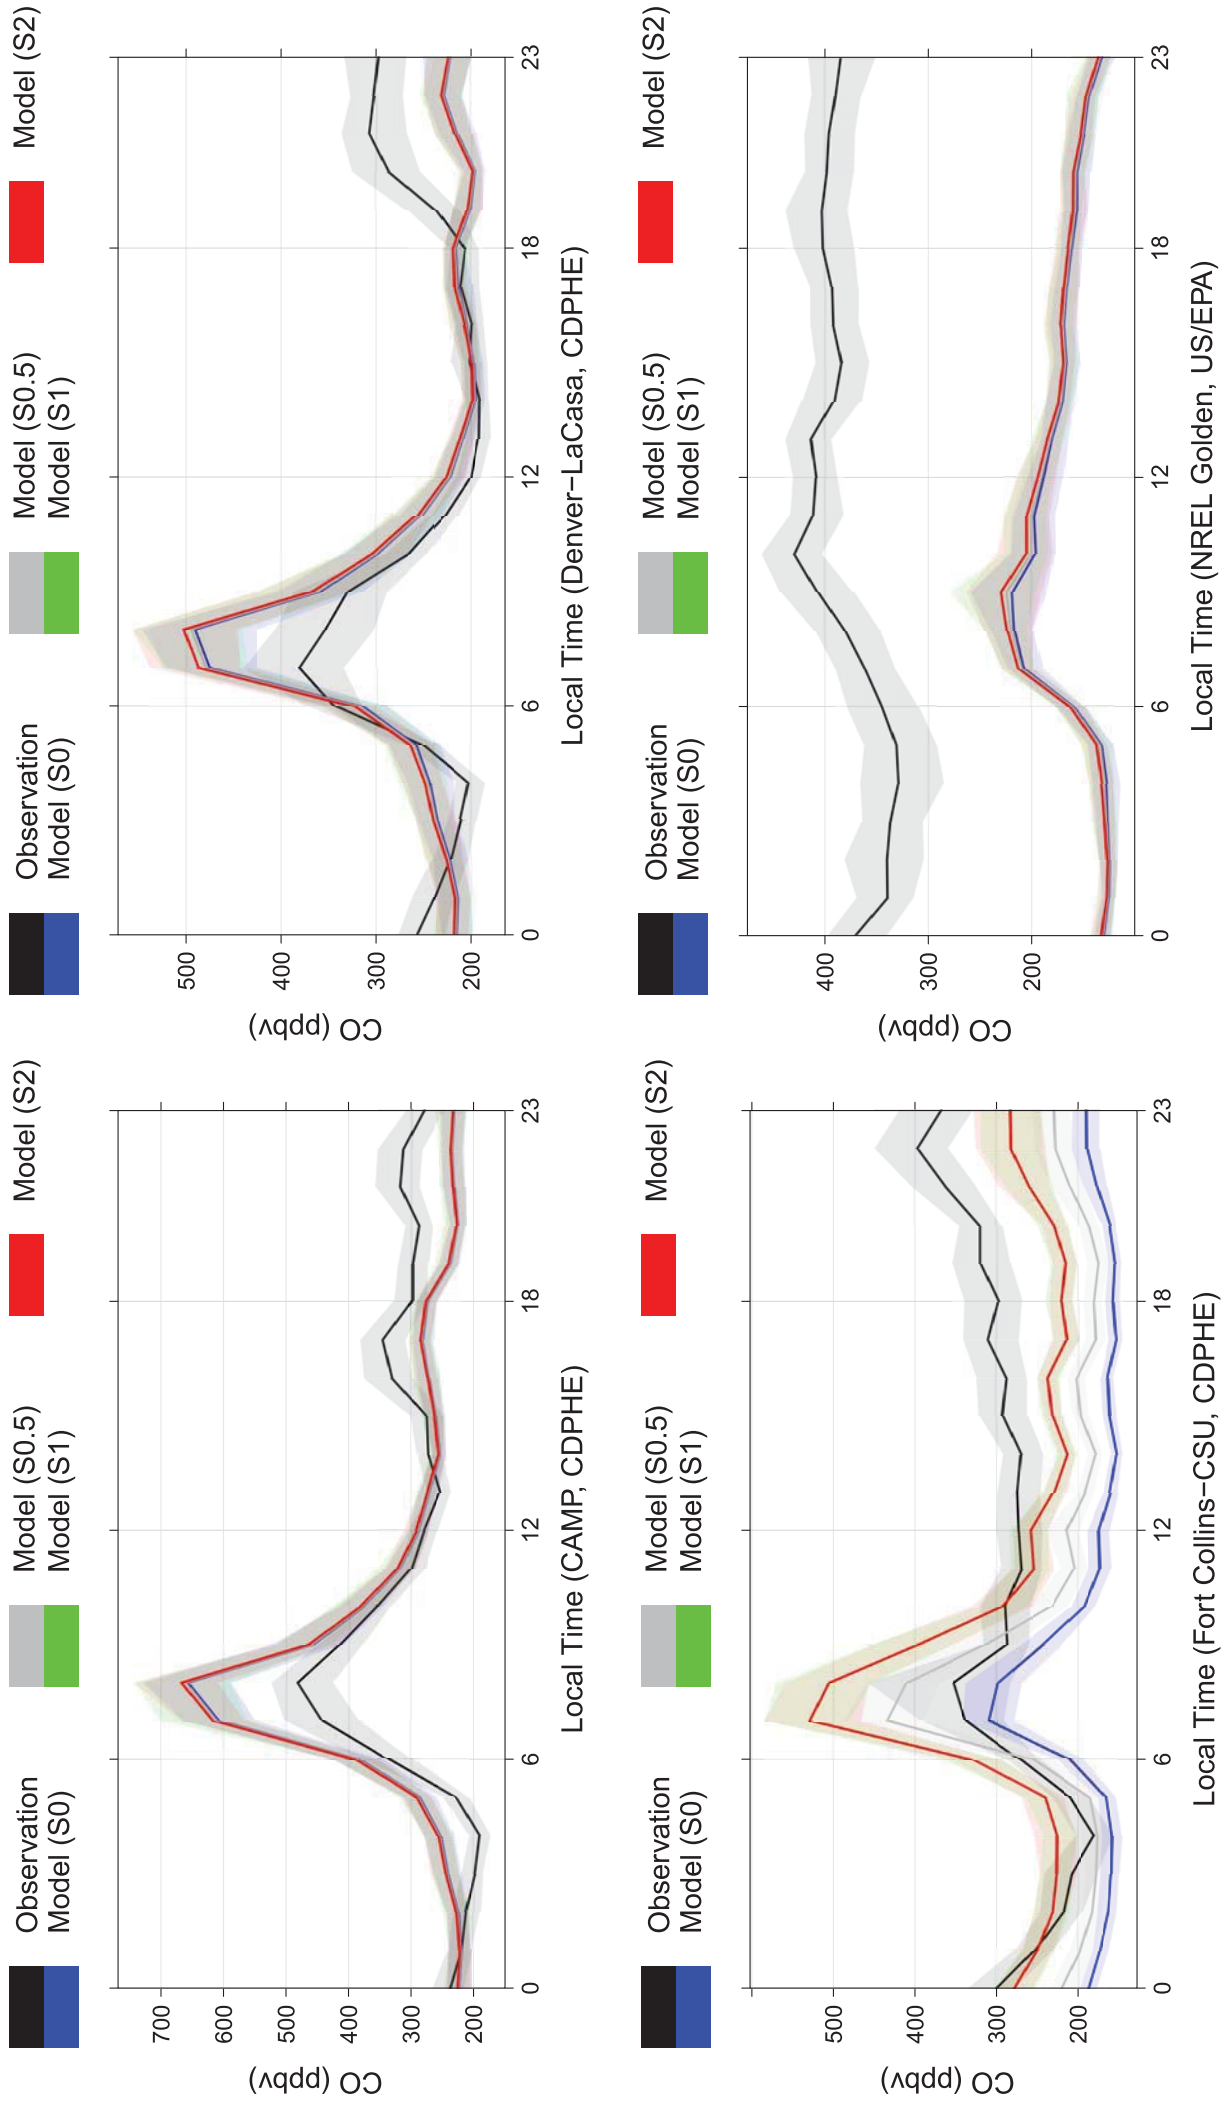 Observation Model (S0.5) Model (S2)
Model (S0) Model (S1)
CO (ppbv)
700
600
500
400
300
200
0 6 12 18 23
Local Time (CAMP, CDPHE)
Observation Model (S0.5) Model (S2)
Model (S0) Model (S1)
CO (ppbv)
500
400
300
200
0 6 12 18 23
Local Time (Denver−LaCasa, CDPHE)
Observation Model (S0.5) Model (S2)
Model (S0) Model (S1)
CO (ppbv)
500
400
300
200
0 6 12 18 23
Local Time (Fort Collins−CSU, CDPHE)
Observation Model (S0.5) Model (S2)
Model (S0) Model (S1)
CO (ppbv)
400
300
200
0 6 12 18 23
Local Time (NREL Golden, US/EPA)